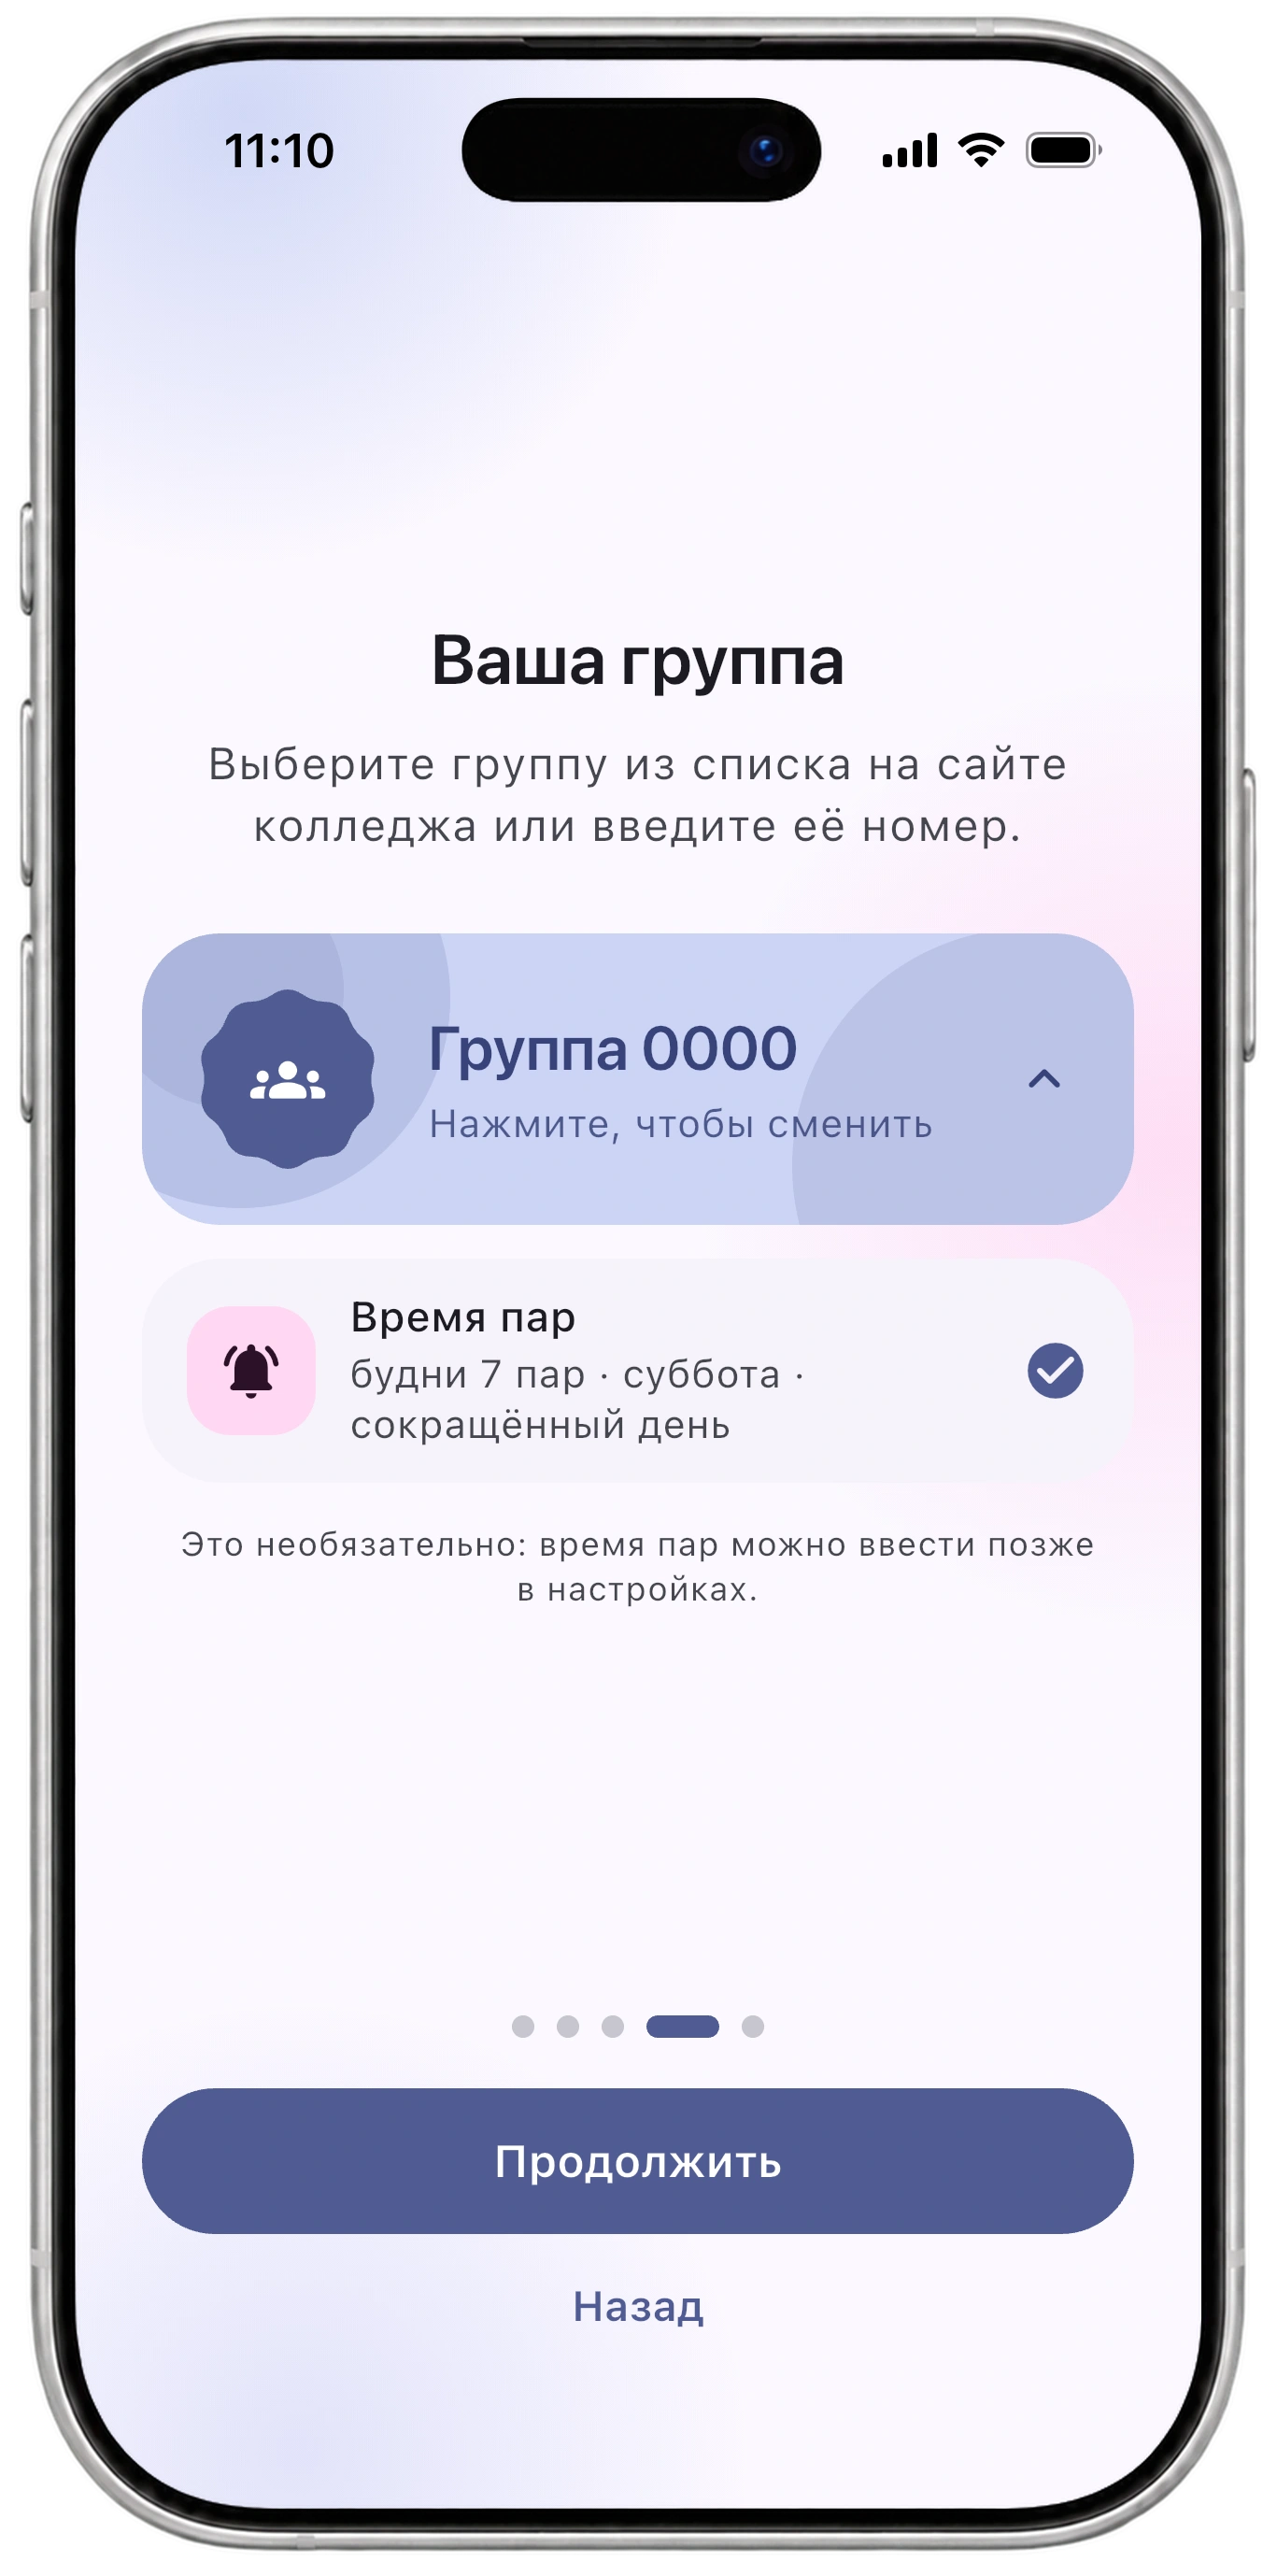 11:10
Ваша группа
Выберите группу из списка на сайте
колледжа или введите её номер.
Группа 0000
Нажмите, чтобы сменить
Время пар
будни 7 пар · суббота ·
сокращённый день
Это необязательно: время пар можно ввести позже
в настройках.
Продолжить
Назад